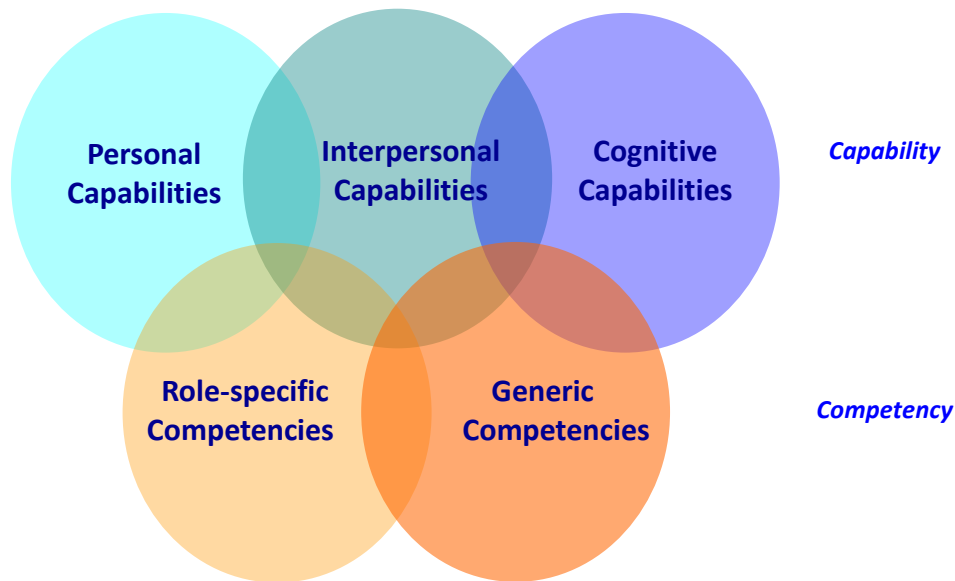 Personal
Capabilities
Interpersonal
Capabilities
Cognitive
Capabilities
Capability
Role-specific
Competencies
Generic
Competencies
Competency